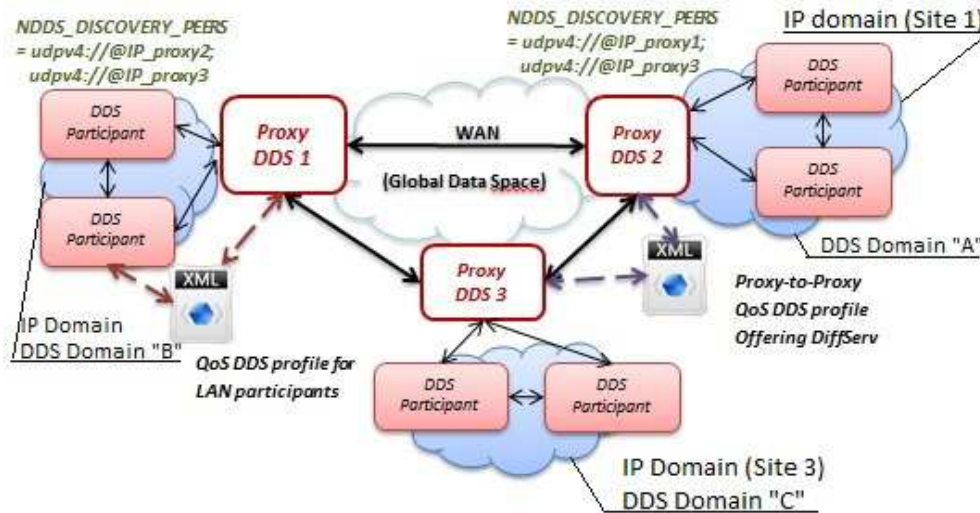 NDDS_DISCOVERY_PEERS
= udpv4://@IP_proxy2;
udpv4://@IP_proxy3
NDDS_DISCOVERY_PEERS
= udpv4://@IP_proxy1;
udpv4://@IP_proxy3
IP domain (Site 1)
DDS
Participant
DDS
Participant
Proxy
DDS 1
WAN
(Global Data Space)
Proxy
DDS 2
DDS
Participant
DDS
Participant
DDS Domain "A"
XML
IP Domain
DDS Domain "B"
QoS DDS profile for
LAN participants
Proxy
DDS 3
XML
Proxy-to-Proxy
QoS DDS profile
Offering DiffServ
DDS
Participant
DDS
Participant
IP Domain (Site 3)
DDS Domain "C"